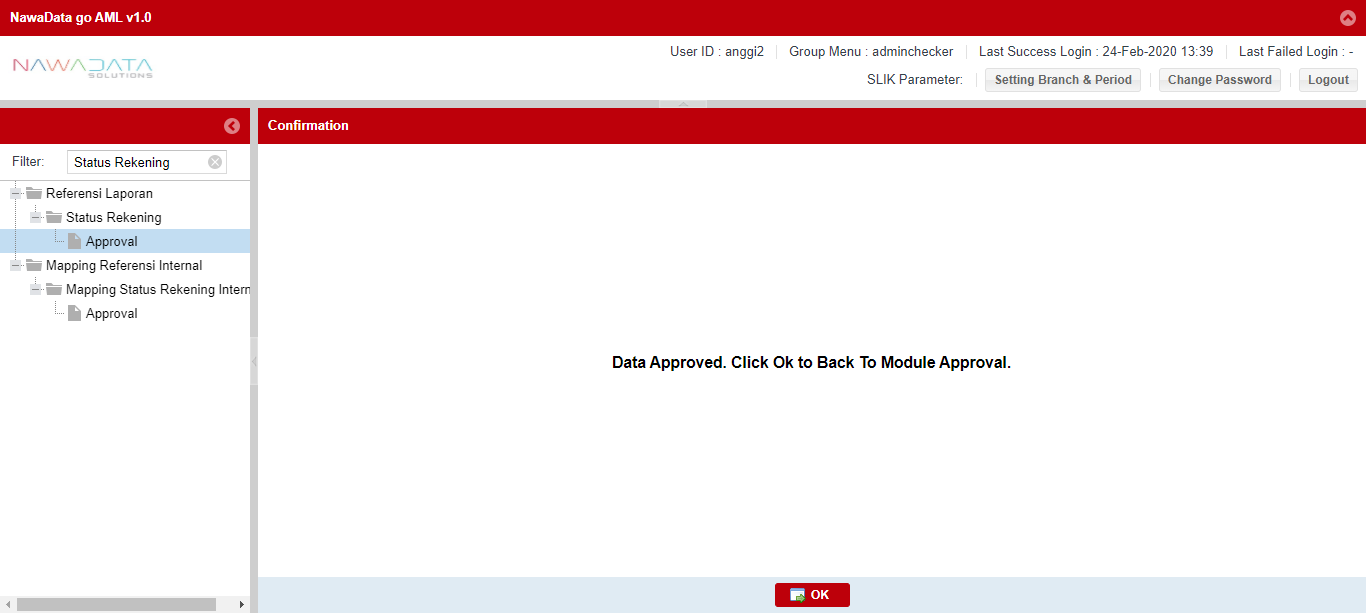 NawaData go AML v1.0
NAWADATA
SOLUTIONS
User ID : anggi2 Group Menu : adminchecker Last Success Login : 24-Feb-2020 13:39 Last Failed Login : -
SLIK Parameter: Setting Branch & Period Change Password Logout
Confirmation
Filter: Status Rekening
Referensi Laporan
Status Rekening
Approval
Mapping Referensi Internal
Mapping Status Rekening Intern
Approval
Data Approved. Click Ok to Back To Module Approval.
OK